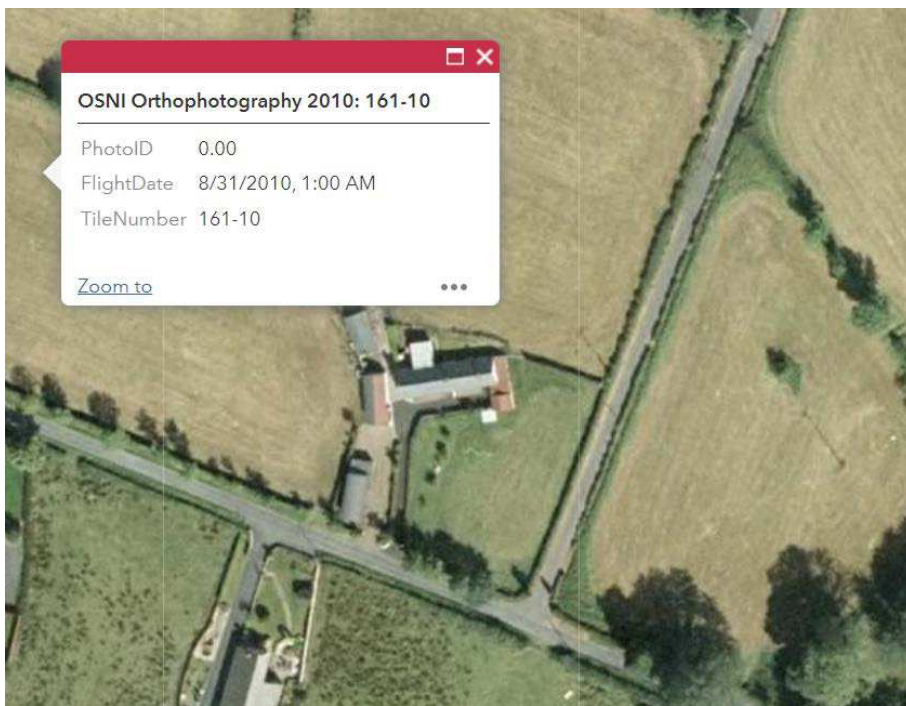 OSNI Orthophotography 2010: 161-10
PhotoID 0.00
FlightDate 8/31/2010, 1:00 AM
TileNumber 161-10
Zoom to